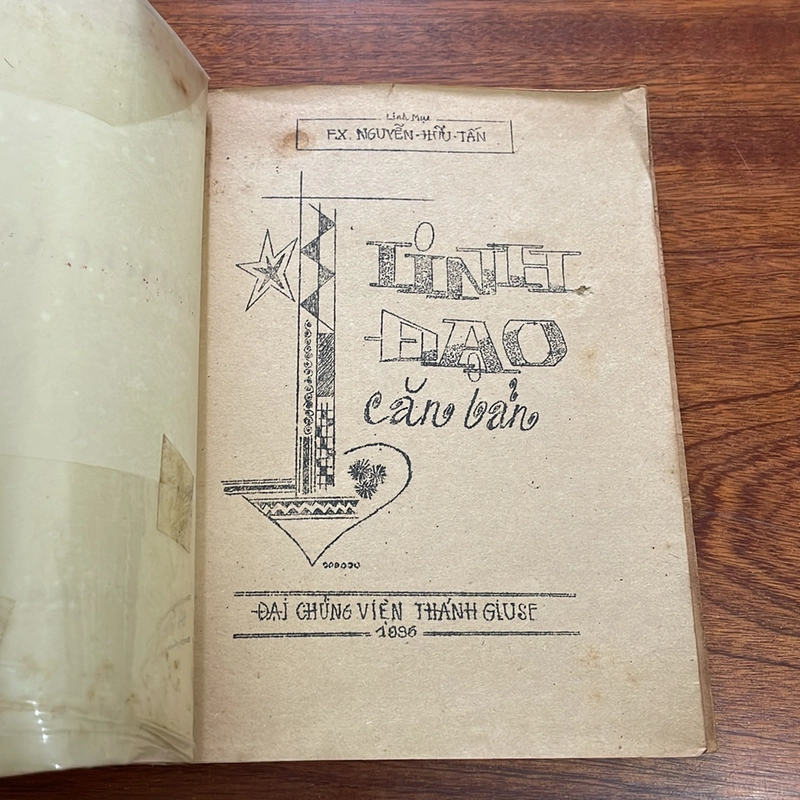 Linh Mục
F.X. NGUYỄN-HỮU-TẤN
LINH
ĐẠO
căn bản
ĐẠI CHỦNG VIỆN THÁNH GIUSE
1996